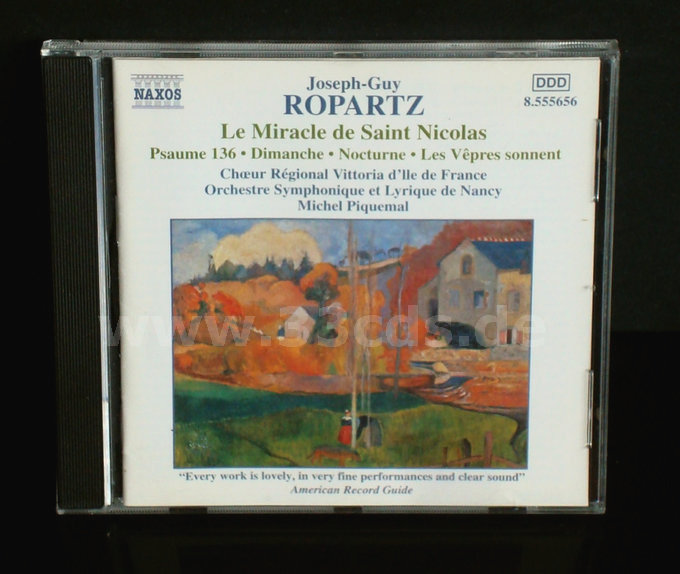 Joseph-Guy
ROPARTZ
NAXOS
DDD
8.555656
Le Miracle de Saint Nicolas
Psaume 136 • Dimanche • Nocturne • Les Vêpres sonnent
Chœur Régional Vittoria d'Ile de France
Orchestre Symphonique et Lyrique de Nancy
Michel Piquemal
www.53cds.de
“Every work is lovely, in very fine performances and clear sound”
American Record Guide